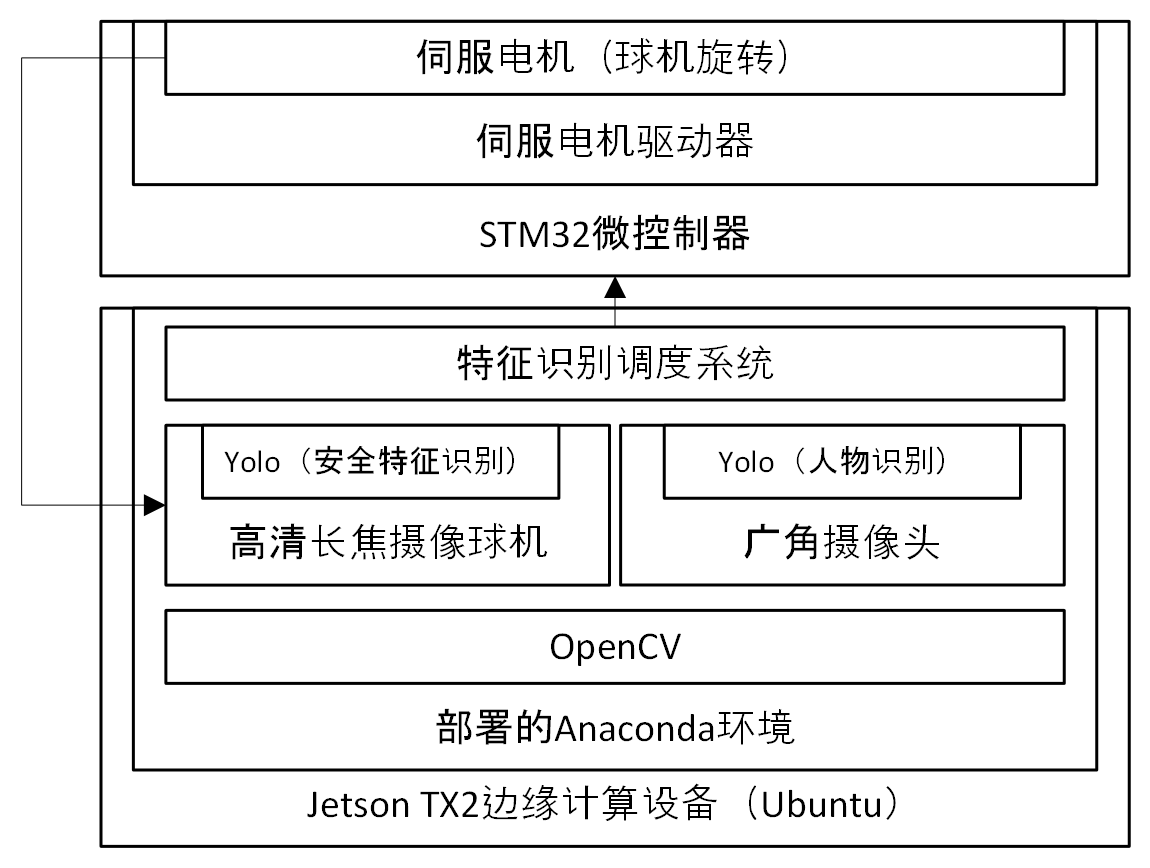 伺服电机（球机旋转）
伺服电机驱动器
STM32微控制器
特征识别调度系统
Yolo（安全特征识别）
高清长焦摄像球机
Yolo（人物识别）
广角摄像头
OpenCV
部署的Anaconda环境
Jetson TX2边缘计算设备（Ubuntu）